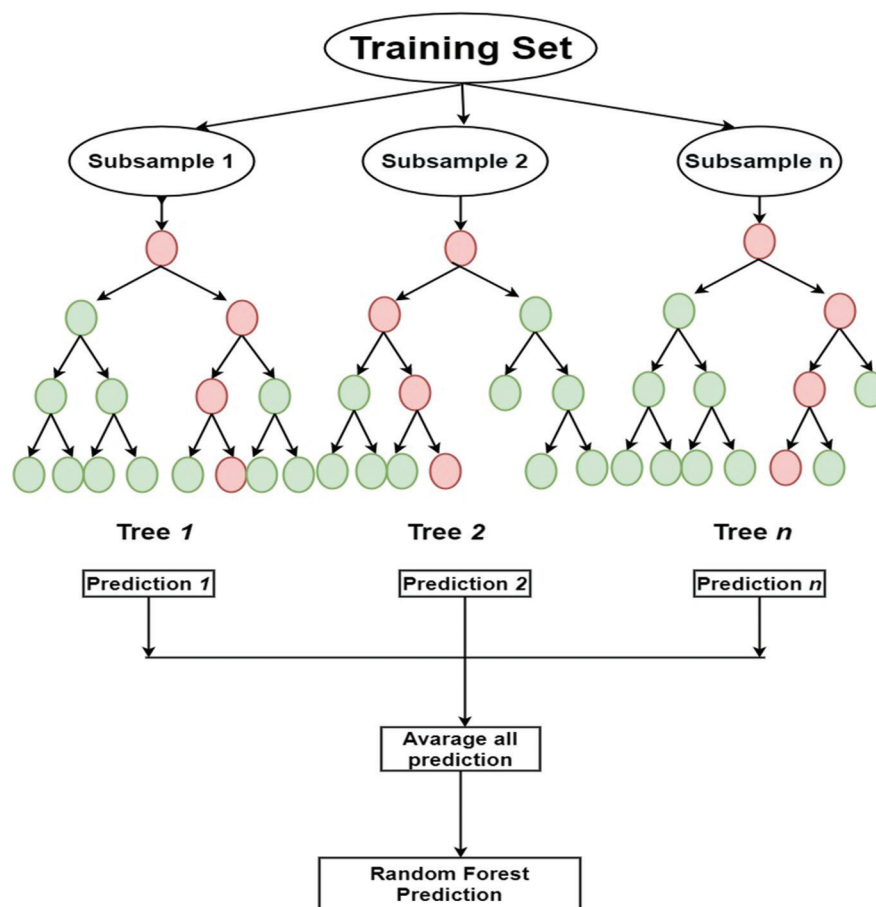 Training Set
Subsample 1
Subsample 2
Subsample n
Tree 1
Tree 2
Tree n
Prediction 1
Prediction 2
Prediction n
Avarage all
prediction
Random Forest
Prediction